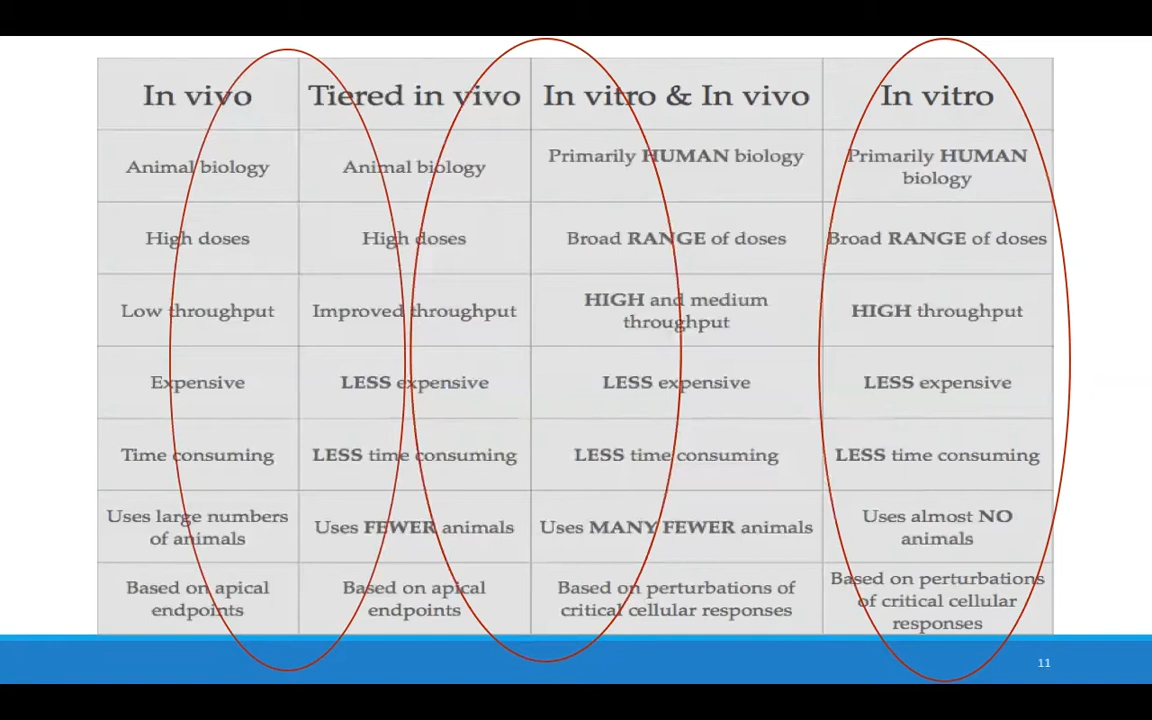 In vivo Tiered in vivo In vitro & In vivo In vitro
Animal biology Animal biology Primarily HUMAN biology Primarily HUMAN
biology
High doses High doses Broad RANGE of doses Broad RANGE of doses
Low throughput Improved throughput HIGH and medium
throughput HIGH throughput
Expensive LESS expensive LESS expensive LESS expensive
Time consuming LESS time consuming LESS time consuming LESS time consuming
Uses large numbers
of animals Uses FEWER animals Uses MANY FEWER animals Uses almost NO
animals
Based on apical
endpoints Based on apical
endpoints Based on perturbations of
critical cellular responses Based on perturbations
of critical cellular
responses
11